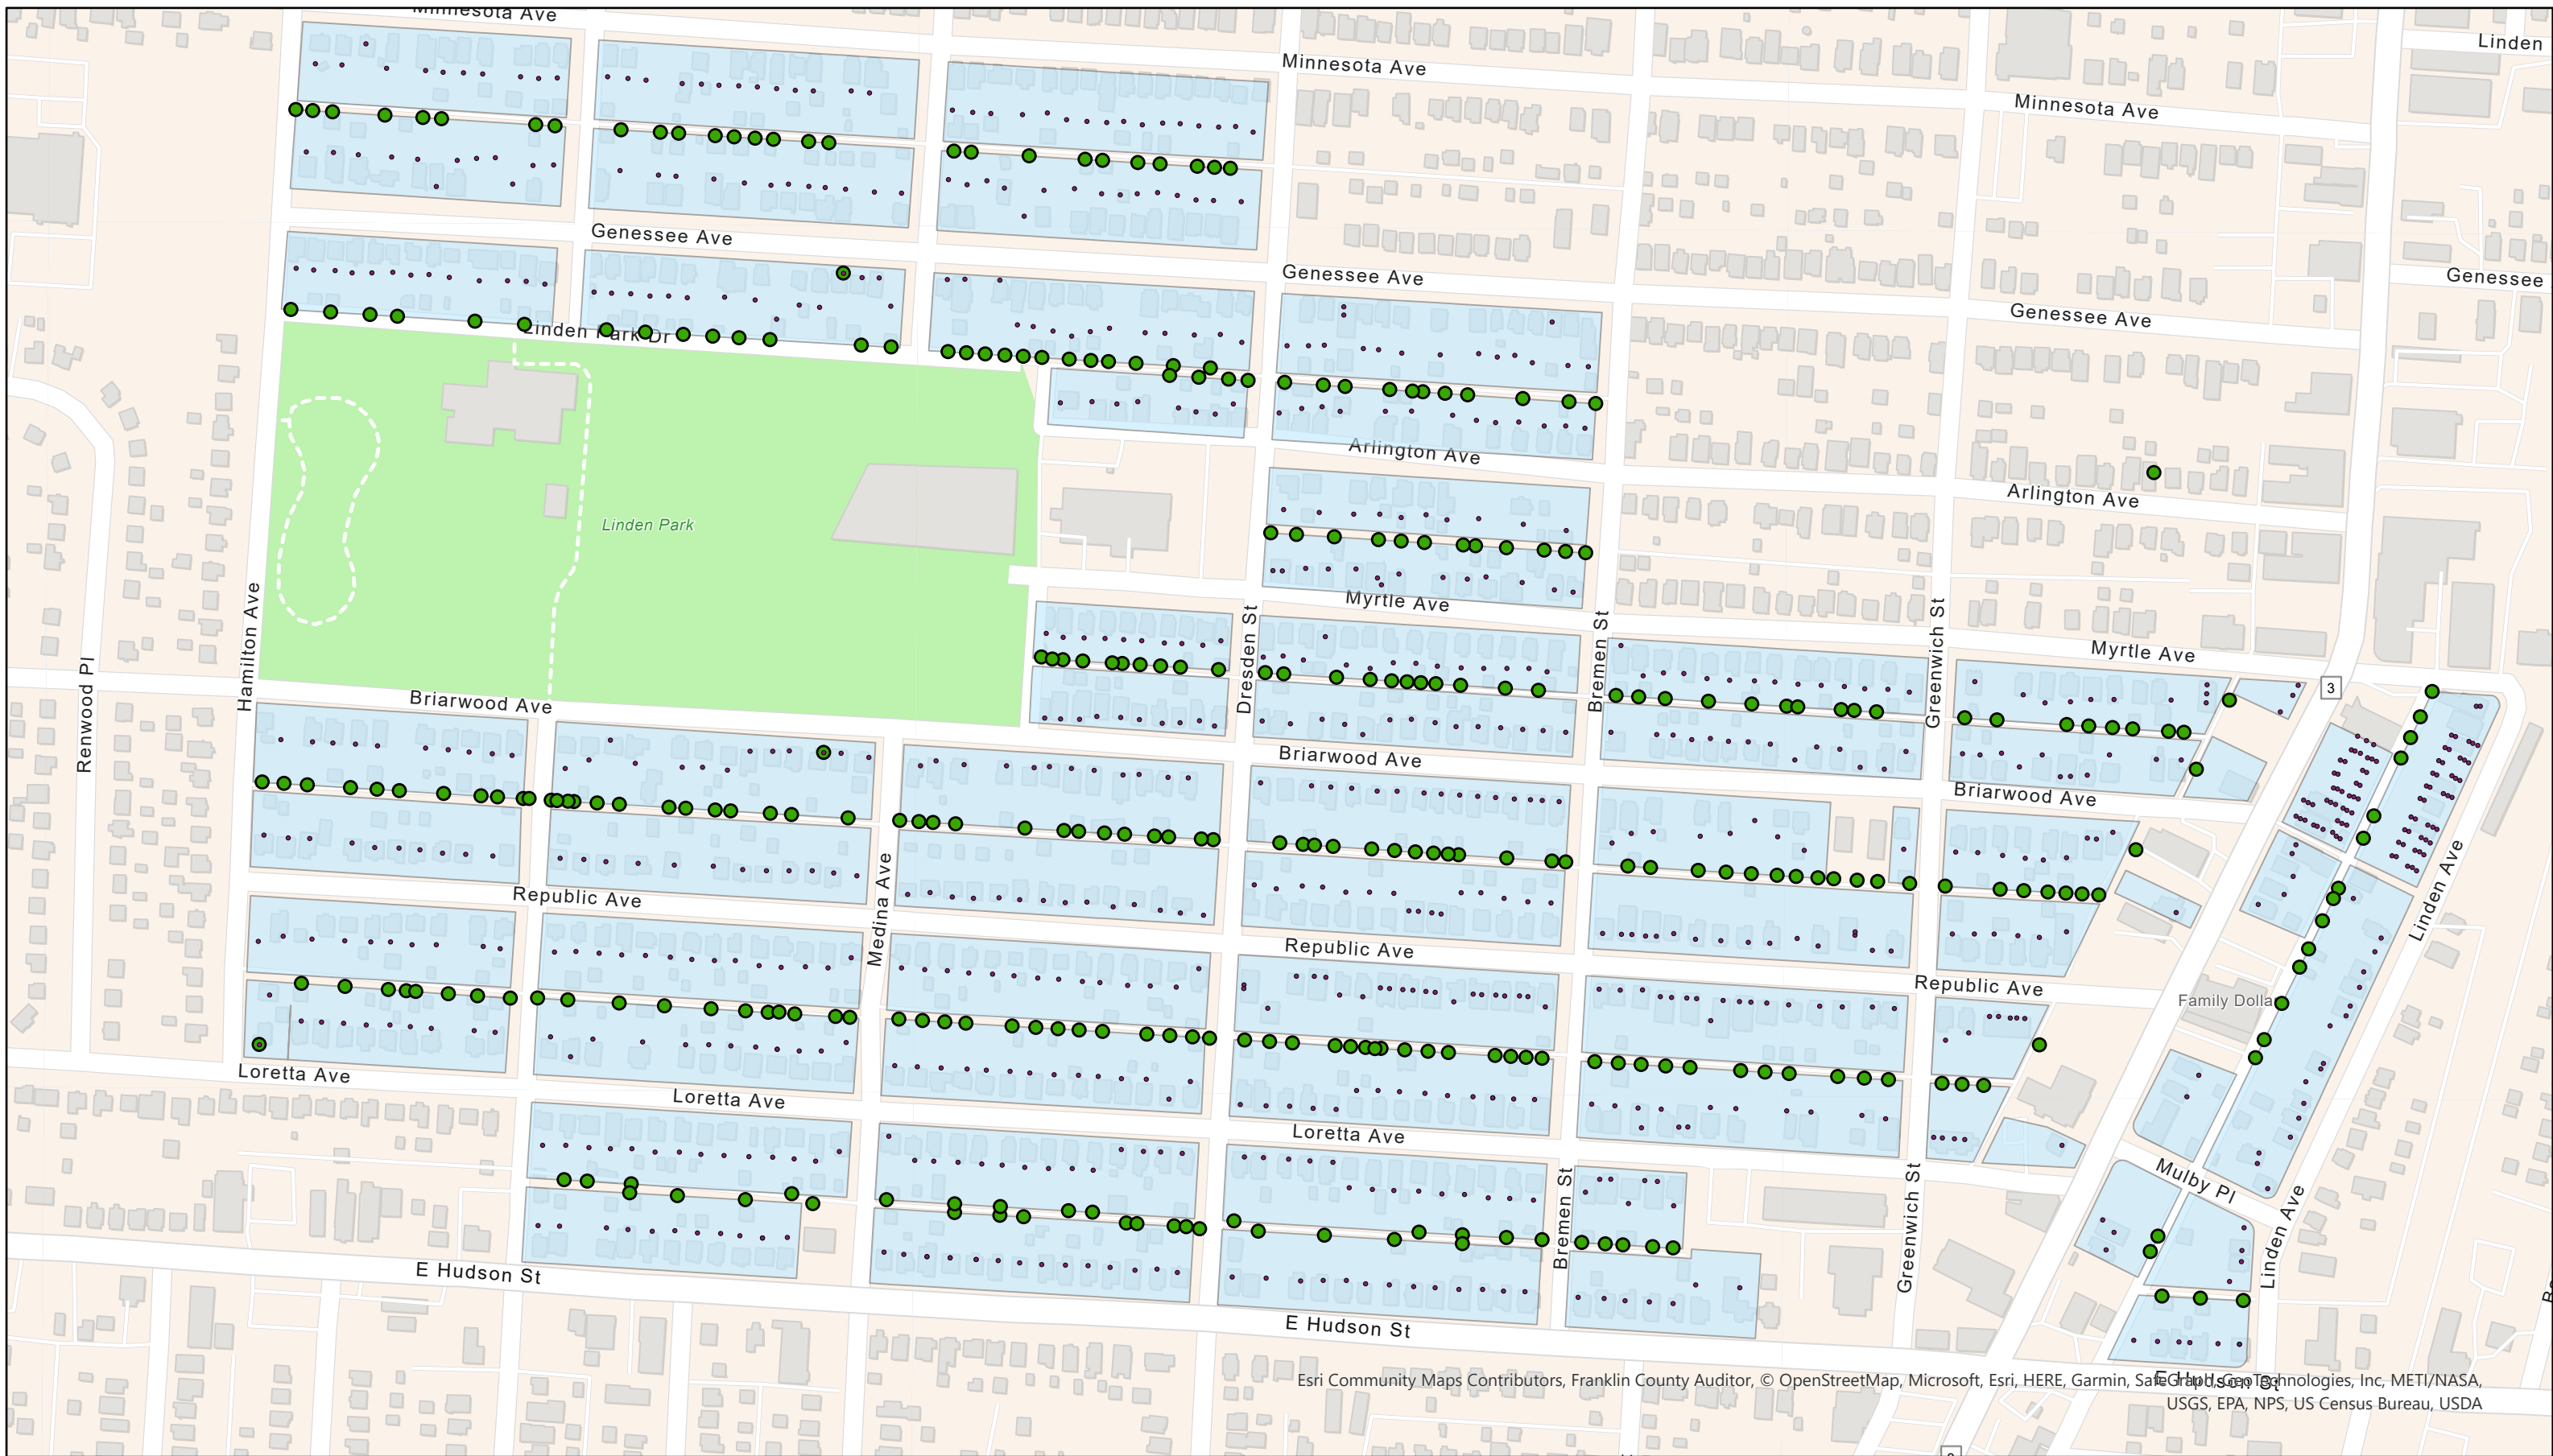 Minnesota Ave
Linden
Minnesota Ave
Minnesota Ave
Genessee Ave
Genessee Ave
Genessee
Genessee Ave
Linden Park Dr
Arlington Ave
Arlington Ave
Linden Park
Hamilton Ave
Renwood Pl
Dresden St
Myrtle Ave
Bremen St
Greenwich St
Myrtle Ave
3
Briarwood Ave
Briarwood Ave
Briarwood Ave
Medina Ave
Linden Ave
Republic Ave
Republic Ave
Republic Ave
Family Dollar
Loretta Ave
Loretta Ave
Loretta Ave
Mulby Pl
Bremen St
Greenwich St
Linden Ave
E Hudson St
E Hudson St
E Hudson St
Esri Community Maps Contributors, Franklin County Auditor, © OpenStreetMap, Microsoft, Esri, HERE, Garmin, SafeGraph, GeoTechnologies, Inc, METI/NASA,
USGS, EPA, NPS, US Census Bureau, USDA